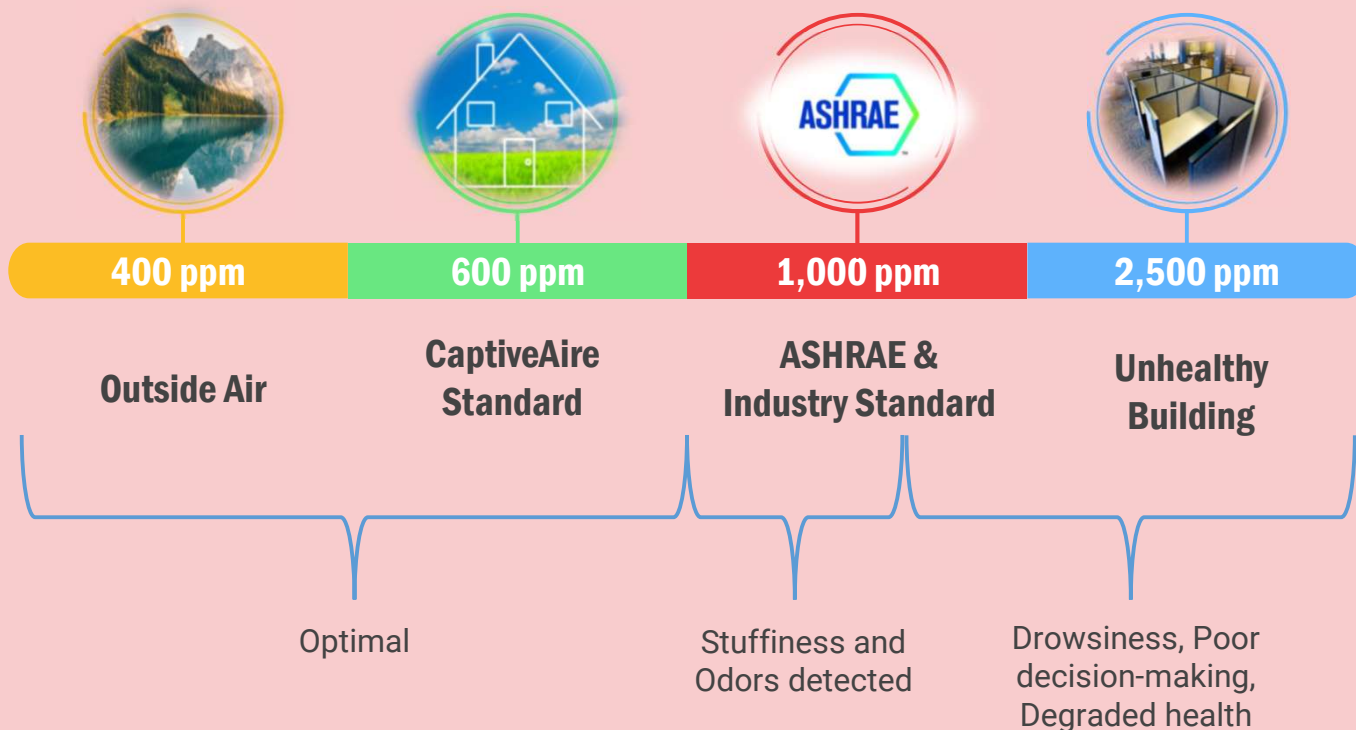 ASHRAE
400 ppm
600 ppm
1,000 ppm
2,500 ppm
Outside Air
CaptiveAire
Standard
ASHRAE &
Industry Standard
Unhealthy
Building
Optimal
Stuffiness and
Odors detected
Drowsiness, Poor
decision-making,
Degraded health